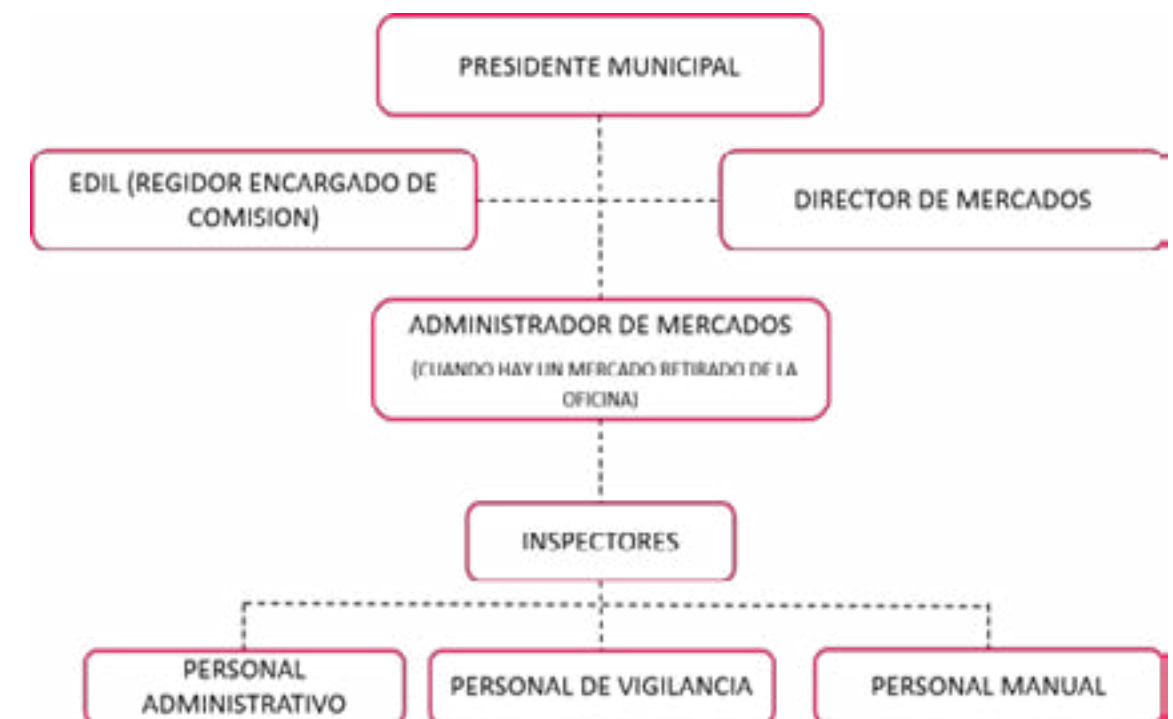 PRESIDENTE MUNICIPAL
EDIL (REGIDOR ENCARGADO DE
COMISION)
DIRECTOR DE MERCADOS
ADMINISTRADOR DE MERCADOS
(CUANDO HAY UN MERCADO RETIRADO DE LA
OFICINA)
INSPECTORES
PERSONAL
ADMINISTRATIVO
PERSONAL DE VIGILANCIA
PERSONAL MANUAL